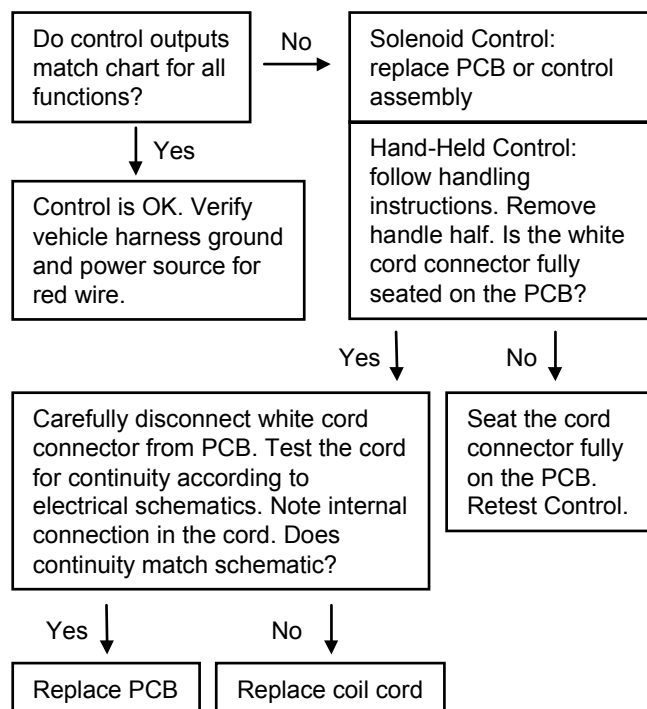 Do control outputs
match chart for all
functions?
No
Solenoid Control:
replace PCB or control
assembly
Yes
Hand-Held Control:
follow handling
instructions. Remove
handle half. Is the white
cord connector fully
seated on the PCB?
Control is OK. Verify
vehicle harness ground
and power source for
red wire.
Yes
No
Carefully disconnect white cord
connector from PCB. Test the cord
for continuity according to
electrical schematics. Note internal
connection in the cord. Does
continuity match schematic?
Seat the cord
connector fully
on the PCB.
Retest Control.
Yes
No
Replace PCB
Replace coil cord